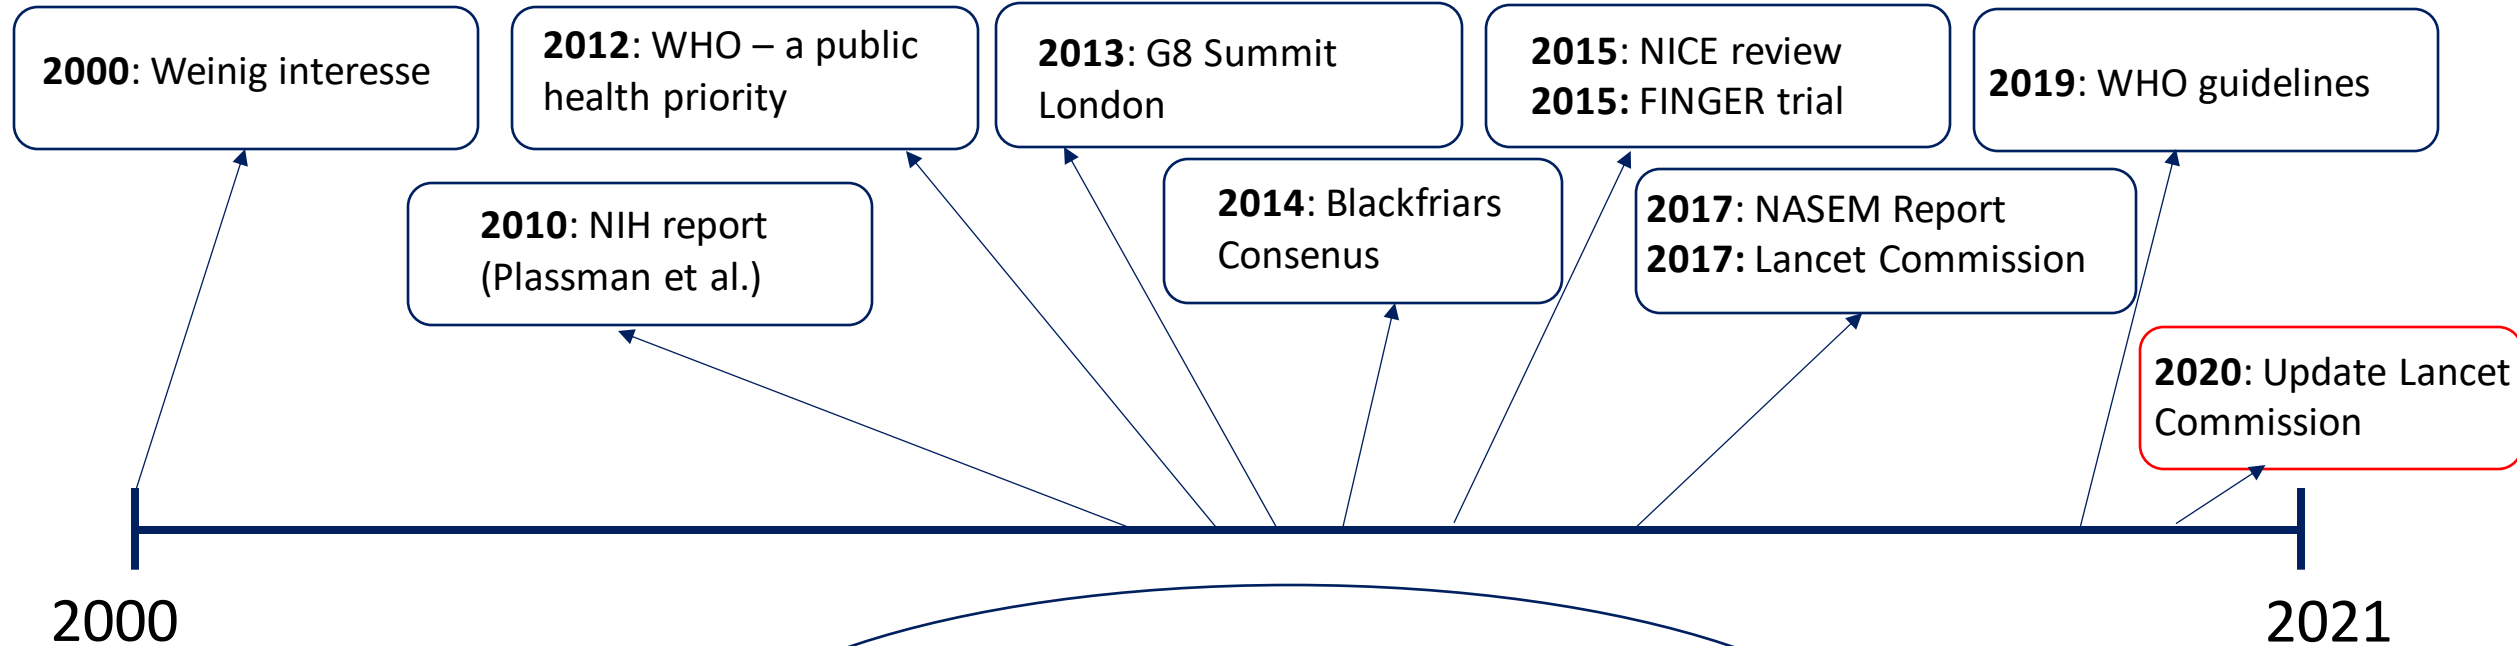 2000: Weinig interesse
2012: WHO – a public
health priority
2013: G8 Summit
London
2015: NICE review
2015: FINGER trial
2019: WHO guidelines
2010: NIH report
(Plassman et al.)
2014: Blackfriars
Consenus
2017: NASEM Report
2017: Lancet Commission
2020: Update Lancet
Commission
2000
2021